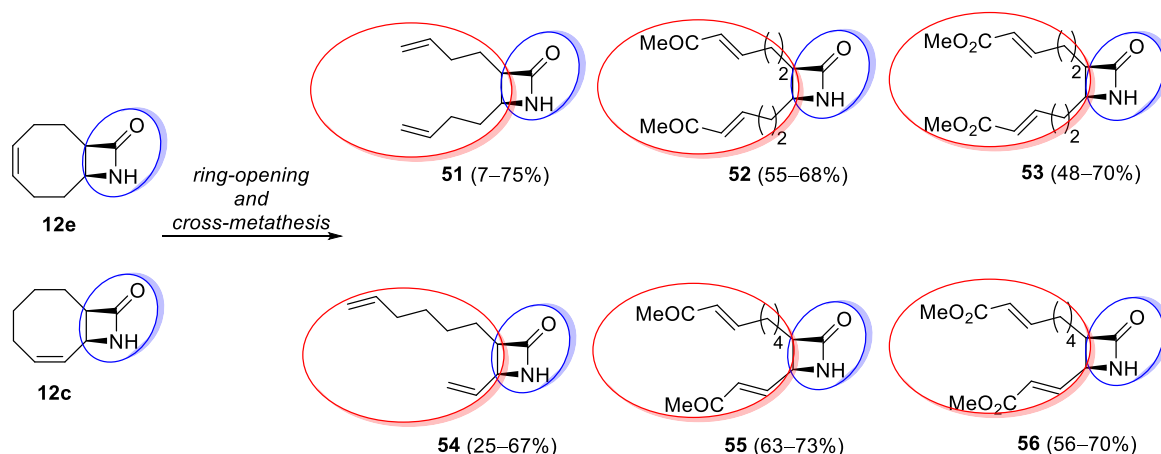 O
NH
12e
O
NH
12c
ring-opening
and
cross-metathesis
O
NH
51 (7–75%)
MeOC
( )2
O
NH
MeOC
( )2
52 (55–68%)
MeO2C
( )2
O
NH
MeO2C
( )2
53 (48–70%)
O
NH
54 (25–67%)
MeOC
( )4
O
NH
MeOC
55 (63–73%)
MeO2C
( )4
O
NH
MeO2C
56 (56–70%)